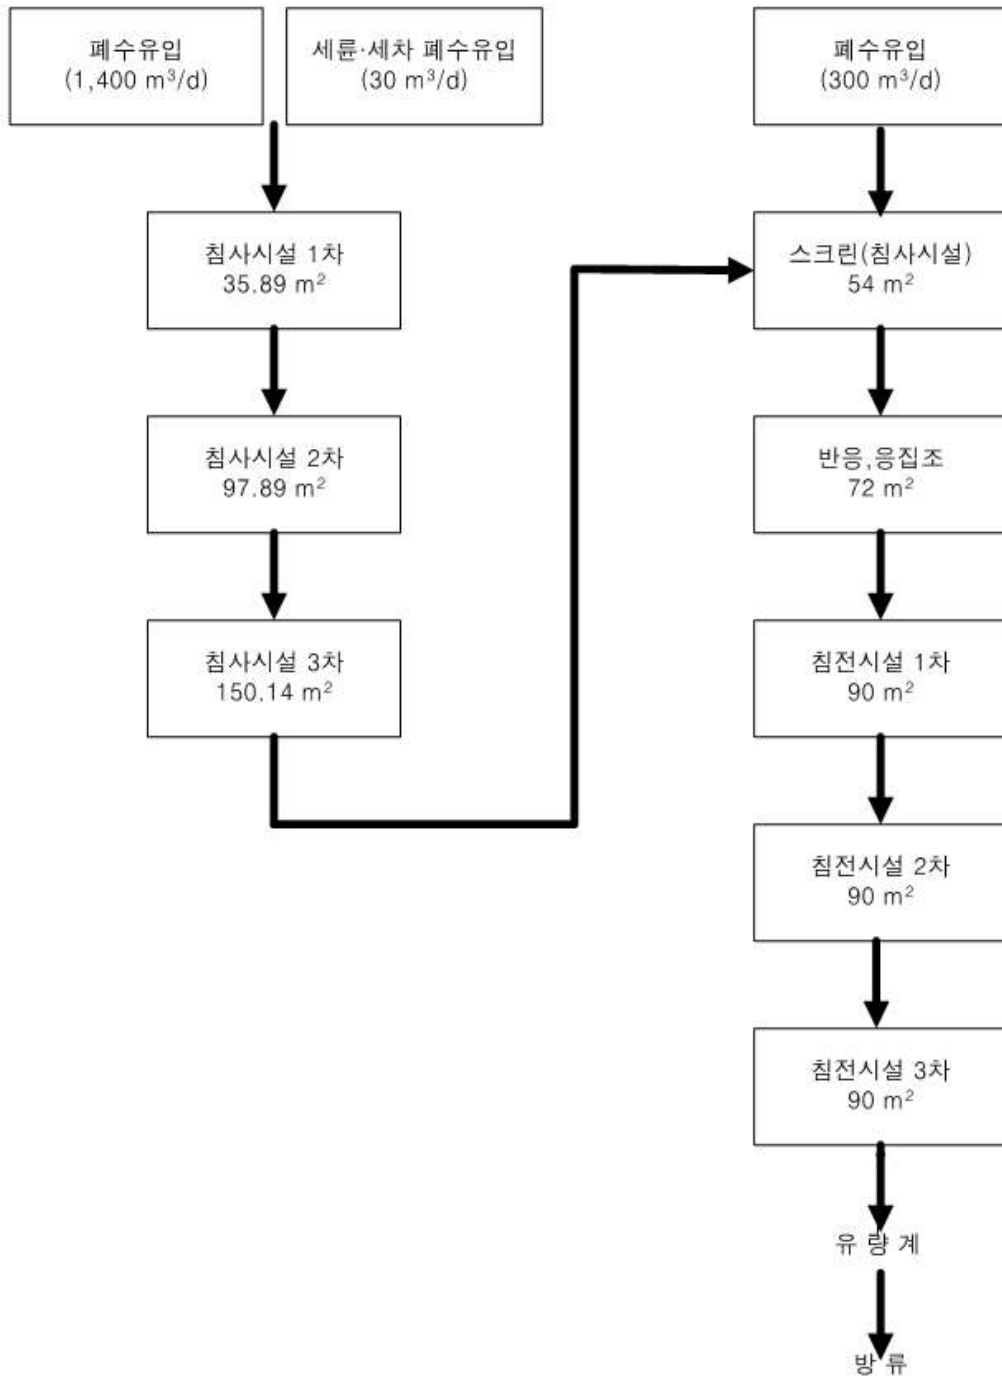 폐수유입
(1,400 m³/d)
세륜·세차 폐수유입
(30 m³/d)
침사시설 1차
35.89 m²
침사시설 2차
97.89 m²
침사시설 3차
150.14 m²
폐수유입
(300 m³/d)
스크린(침사시설)
54 m²
반응,응집조
72 m²
침전시설 1차
90 m²
침전시설 2차
90 m²
침전시설 3차
90 m²
유 량 계
방 류